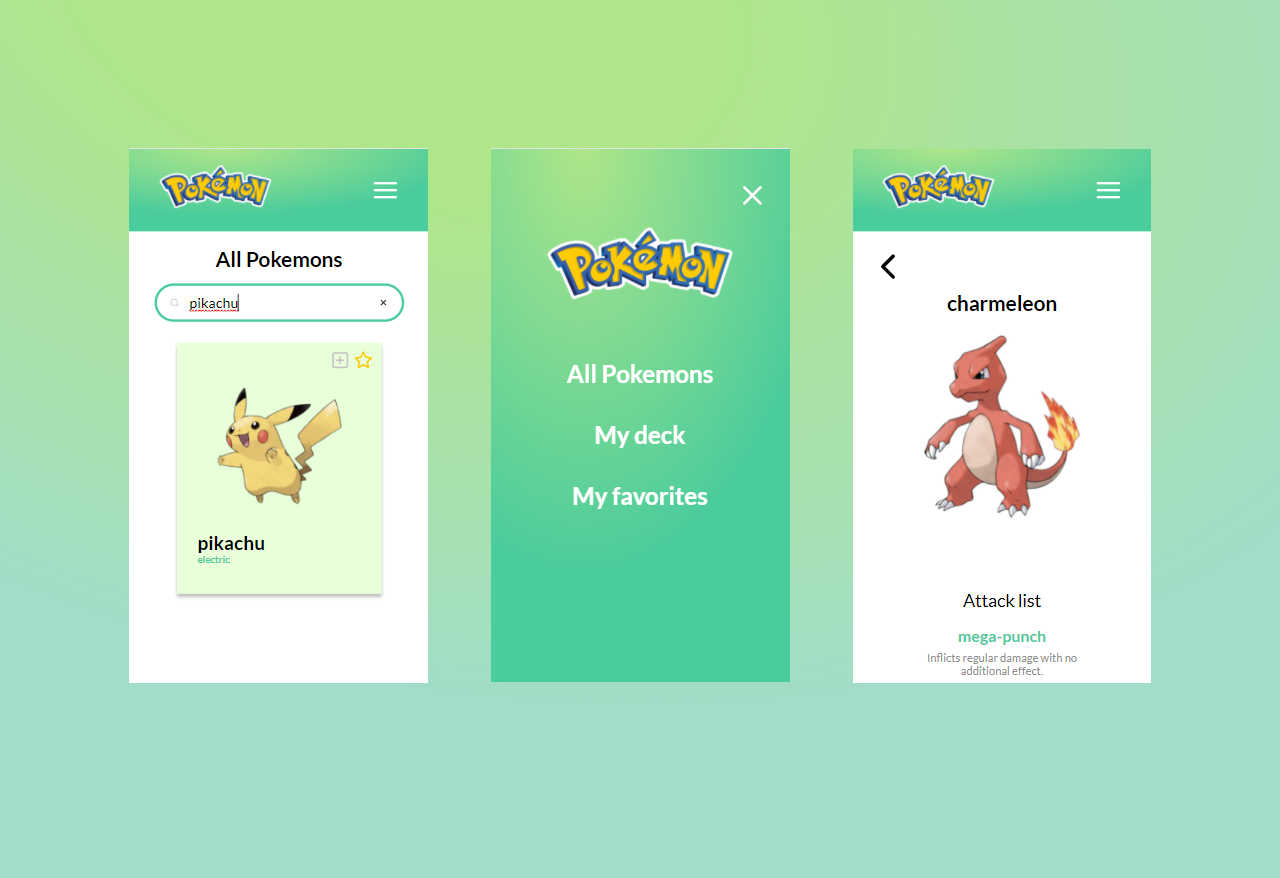 POKéMON
All Pokemons
pikachu
pikachu
electric
POKéMON
All Pokemons
My deck
My favorites
POKéMON
charmeleon
Attack list
mega-punch
Inflicts regular damage with no
additional effect.